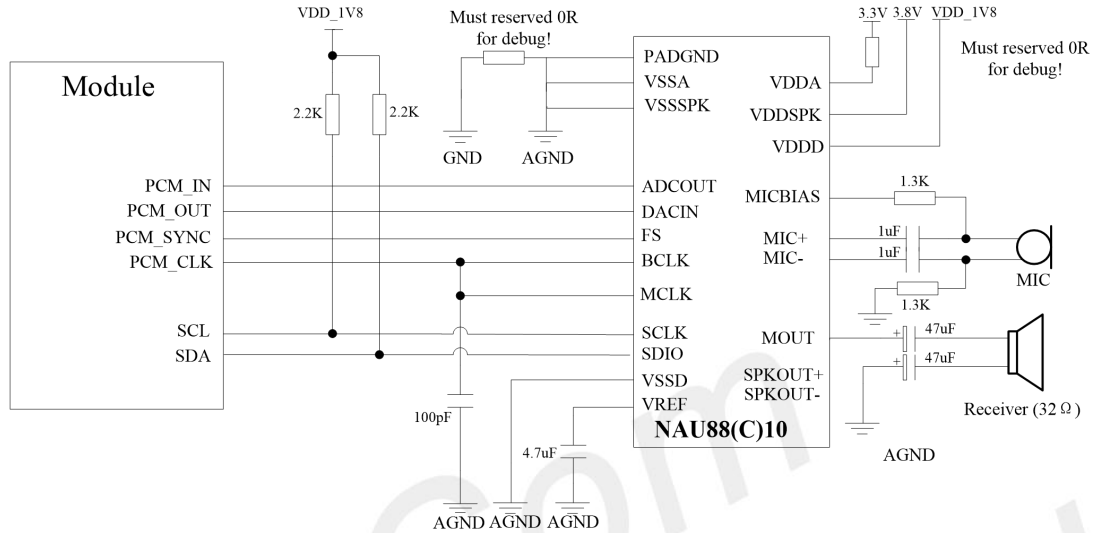 VDD_1V8
Must reserved 0R
for debug!
3.3V 3.8V VDD_1V8
Must reserved 0R
for debug!
Module
2.2K
2.2K
GND
AGND
PADGND
VSSA
VSSSPK
VDDA
VDDSPK
VDDD
PCM_IN
PCM_OUT
PCM_SYNC
PCM_CLK
SCL
SDA
ADCOUT
DACIN
FS
BCLK
MCLK
SCLK
SDIO
VSSD
VREF
MICBIAS
MIC+
MIC-
MOUT
SPKOUT+
SPKOUT-
NAU88(C)10
1.3K
1uF
1uF
MIC
1.3K
+
47uF
+
47uF
Receiver (32Ω)
AGND
100pF
4.7uF
AGND AGND AGND
com